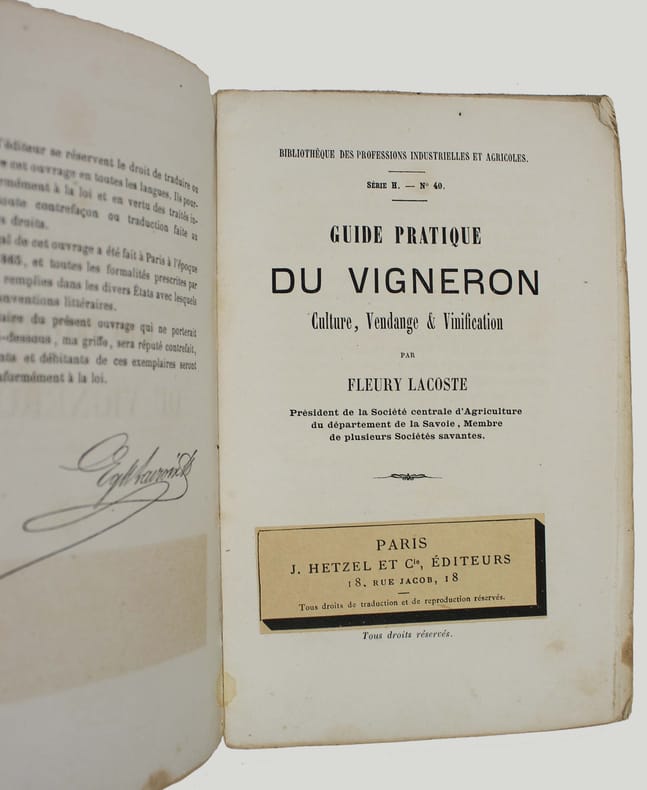 l'éditeur se réservent le droit de traduire ou
cet ouvrage en toutes les langues. Ils pour-
formément à la loi et en vertu des traités in-
toute contrefaçon ou traduction faite au
droits.
de cet ouvrage a été fait à Paris à l'époque
et toutes les formalités prescrites par
remplies dans les divers États avec lesquels
conventions littéraires.
du présent ouvrage qui ne porterait
ma griffe, sera réputé contrefait,
et débitants de ces exemplaires seront
à la loi.
BIBLIOTHÈQUE DES PROFESSIONS INDUSTRIELLES ET AGRICOLES.
SÉRIE H. — N° 40.
GUIDE PRATIQUE
DU VIGNERON
Culture, Vendange & Vinification
PAR
FLEURY LACOSTE
Président de la Société centrale d'Agriculture
du département de la Savoie, Membre
de plusieurs Sociétés savantes.
PARIS
J. HETZEL ET Cie, ÉDITEURS
18, RUE JACOB, 18
Tous droits de traduction et de reproduction réservés.
Tous droits réservés.